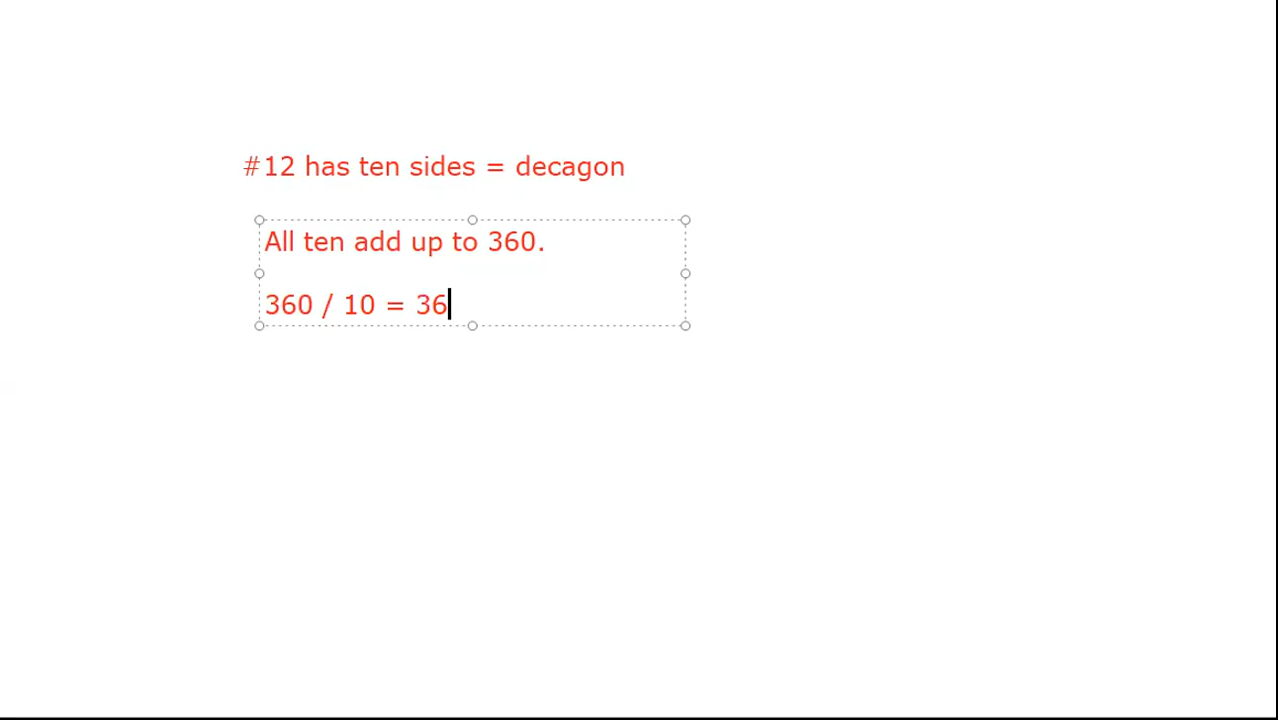 #12 has ten sides = decagon
All ten add up to 360.
360 / 10 = 36